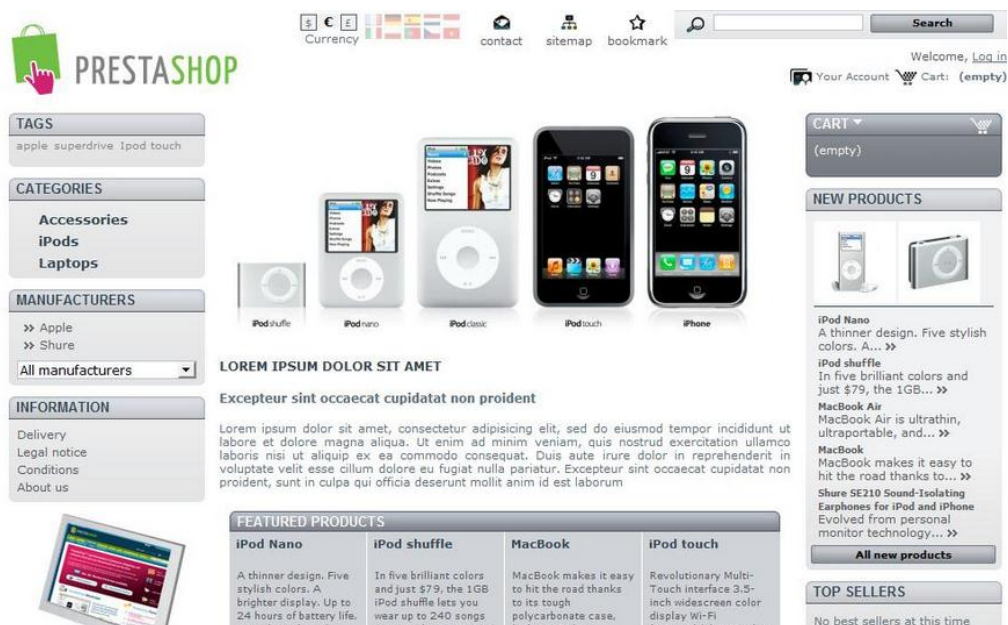 PRESTASHOP
$ € £
Currency
contact
sitemap
bookmark
Search
Welcome, Log in
Your Account Cart: (empty)
TAGS
apple superdrive Ipod touch
CATEGORIES
Accessories
iPods
Laptops
MANUFACTURERS
» Apple
» Shure
All manufacturers
INFORMATION
Delivery
Legal notice
Conditions
About us
iPod shuffle
iPod nano
iPod classic
iPod touch
iPhone
LOREM IPSUM DOLOR SIT AMET
Excepteur sint occaecat cupidatat non proident
Lorem ipsum dolor sit amet, consectetur adipisicing elit, sed do eiusmod tempor incididunt ut
labore et dolore magna aliqua. Ut enim ad minim veniam, quis nostrud exercitation ullamco
laboris nisi ut aliquip ex ea commodo consequat. Duis aute irure dolor in reprehenderit in
voluptate velit esse cillum dolore eu fugiat nulla pariatur. Excepteur sint occaecat cupidatat non
proident, sunt in culpa qui officia deserunt mollit anim id est laborum
FEATURED PRODUCTS
iPod Nano
A thinner design. Five
stylish colors. A
brighter display. Up to
24 hours of battery life.
iPod shuffle
In five brilliant colors
and just $79, the 1GB
iPod shuffle lets you
wear up to 240 songs
MacBook
MacBook makes it easy
to hit the road thanks
to its tough
polycarbonate case,
iPod touch
Revolutionary Multi-
Touch interface 3.5-
inch widescreen color
display Wi-Fi
CART
(empty)
NEW PRODUCTS
iPod Nano
A thinner design. Five stylish
colors. A... »
iPod shuffle
In five brilliant colors and
just $79, the 1GB... »
MacBook Air
MacBook Air is ultrathin,
ultraportable, and... »
MacBook
MacBook makes it easy to
hit the road thanks to... »
Shure SE210 Sound-Isolating
Earphones for iPod and iPhone
Evolved from personal
monitor technology... »
All new products
TOP SELLERS
No best sellers at this time